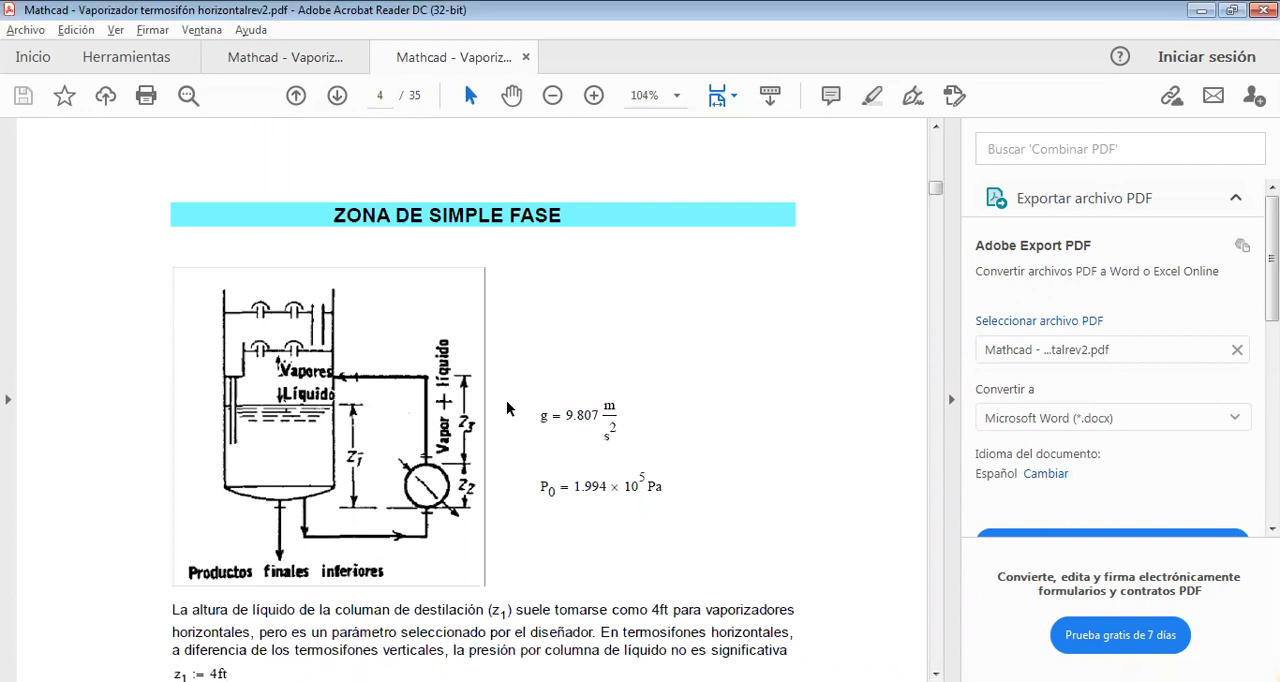 Mathcad - Vaporizador termosifón horizontalrev2.pdf - Adobe Acrobat Reader DC (32-bit)
Archivo Edición Ver Firmar Ventana Ayuda
Inicio Herramientas Mathcad - Vaporiz... Mathcad - Vaporiz... × Iniciar sesión
4 / 35 104%
ZONA DE SIMPLE FASE
Vapores
Líquido
Vapor + líquido
z1
z3
z2
Productos finales inferiores
g = 9.807 m/s²
P₀ = 1.994 × 10⁵ Pa
La altura de líquido de la columan de destilación (z₁) suele tomarse como 4ft para vaporizadores
horizontales, pero es un parámetro seleccionado por el diseñador. En termosifones horizontales,
a diferencia de los termosifones verticales, la presión por columna de líquido no es significativa
z₁ := 4ft
Buscar 'Combinar PDF'
Exportar archivo PDF
Adobe Export PDF
Convertir archivos PDF a Word o Excel Online
Seleccionar archivo PDF
Mathcad - ...talrev2.pdf
Convertir a
Microsoft Word (*.docx)
Idioma del documento:
Español Cambiar
Convierte, edita y firma electrónicamente
formularios y contratos PDF
Prueba gratis de 7 días